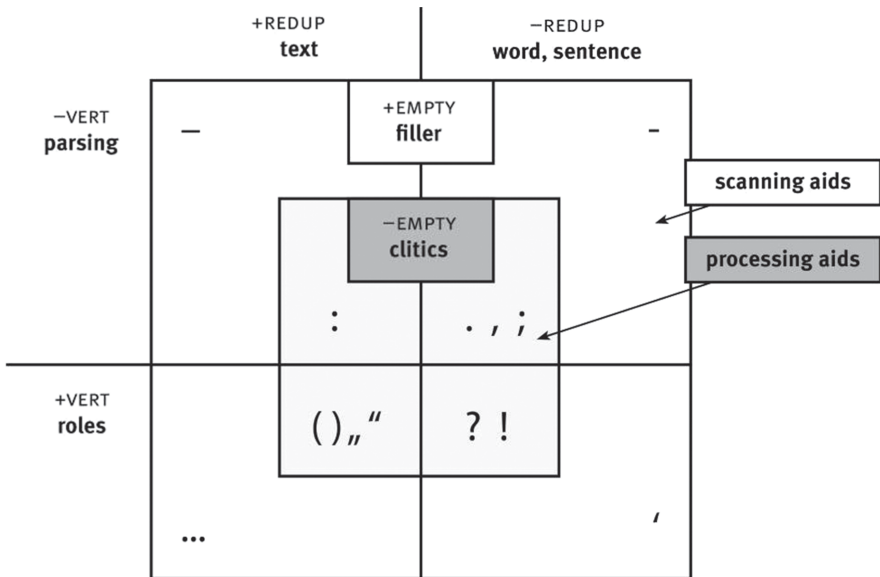 +REDUP
text
−REDUP
word, sentence
−VERT
parsing
+EMPTY
filler
–
-
scanning aids
−EMPTY
clitics
processing aids
:
. , ;
+VERT
roles
( ) „ “
? !
…
‘